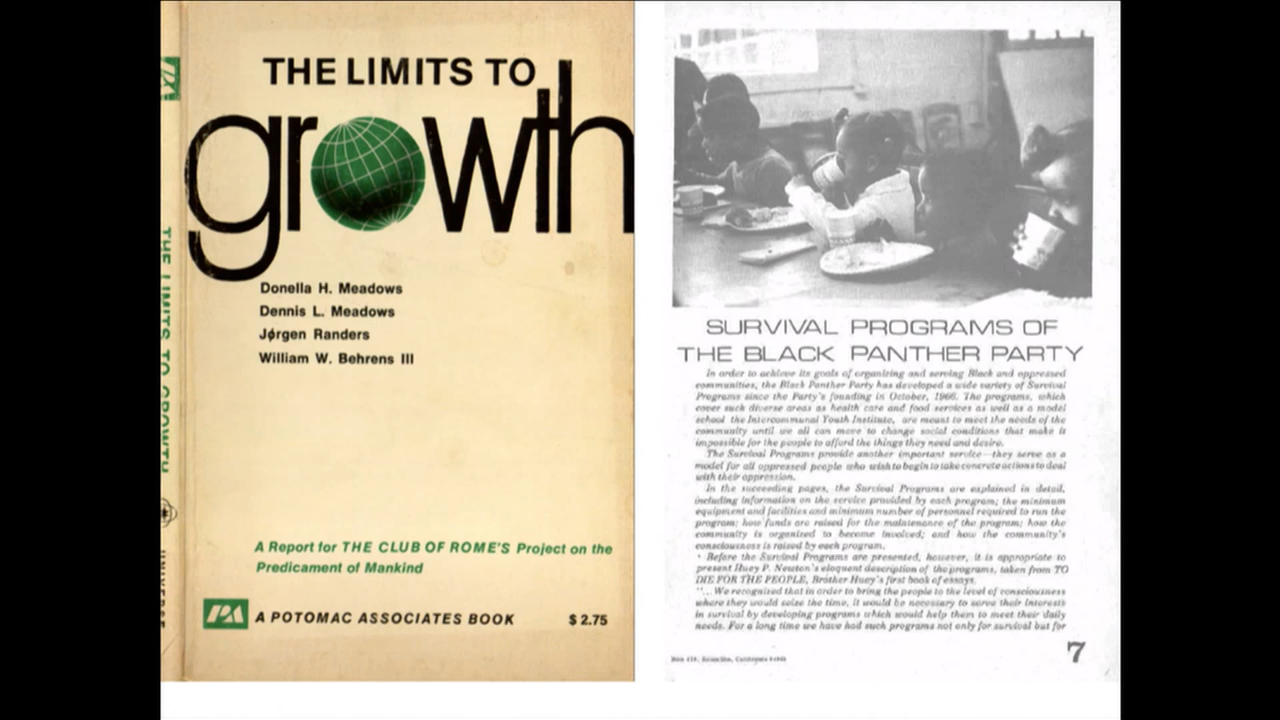 THE LIMITS TO
growth
Donella H. Meadows
Dennis L. Meadows
Jørgen Randers
William W. Behrens III
A Report for THE CLUB OF ROME'S Project on the
Predicament of Mankind
PA
A POTOMAC ASSOCIATES BOOK
$2.75
THE LIMITS TO GROWTH
UNIVERSE
SURVIVAL PROGRAMS OF
THE BLACK PANTHER PARTY
In order to achieve its goals of organizing and serving Black and oppressed
communities, the Black Panther Party has developed a wide variety of Survival
Programs since the Party's founding in October, 1966. The programs, which
cover such diverse areas as health care and food services as well as a model
school the Intercommunal Youth Institute, are meant to meet the needs of the
community until we all can move to change social conditions that make it
impossible for the people to afford the things they need and desire.
The Survival Programs provide another important service—they serve as a
model for all oppressed people who wish to begin to take concrete actions to deal
with their oppression.
In the succeeding pages, the Survival Programs are explained in detail,
including information on the service provided by each program; the minimum
equipment and facilities and minimum number of personnel required to run the
program; how funds are raised for the maintenance of the program; how the
community is organized to become involved; and how the community's
consciousness is raised by each program.
Before the Survival Programs are presented, however, it is appropriate to
present Huey P. Newton's eloquent description of the programs, taken from TO
DIE FOR THE PEOPLE, Brother Huey's first book of essays.
"... We recognized that in order to bring the people to the level of consciousness
where they would seize the time, it would be necessary to serve their interests
in survival by developing programs which would help them to meet their daily
needs. For a long time we have had such programs not only for survival but for
7